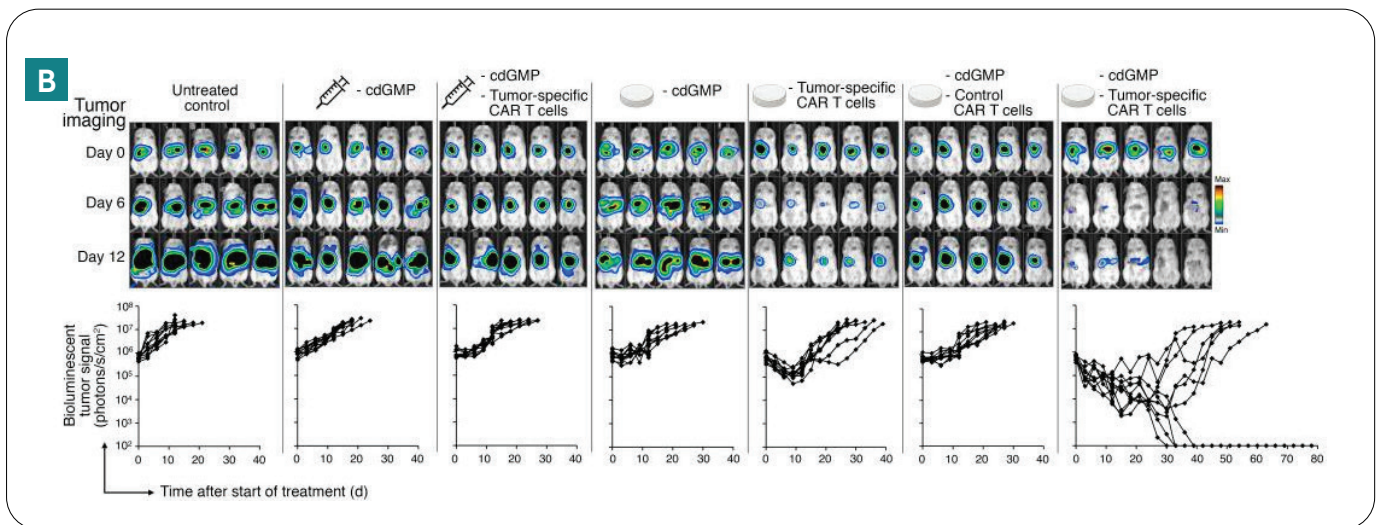 B
Tumor
imaging
Untreated
control
- cdGMP
- cdGMP
- Tumor-specific
CAR T cells
- cdGMP
- Tumor-specific
CAR T cells
- cdGMP
- Control
CAR T cells
- cdGMP
- Tumor-specific
CAR T cells
Day 0
Day 6
Day 12
Max
Min
Bioluminescent
tumor signal
(photons/s/cm²)
10⁸
10⁷
10⁶
10⁵
10⁴
10³
10²
0 10 20 30 40
0 10 20 30 40
0 10 20 30 40
0 10 20 30 40
0 10 20 30 40
0 10 20 30 40
0 10 20 30 40 50 60 70 80
Time after start of treatment (d)